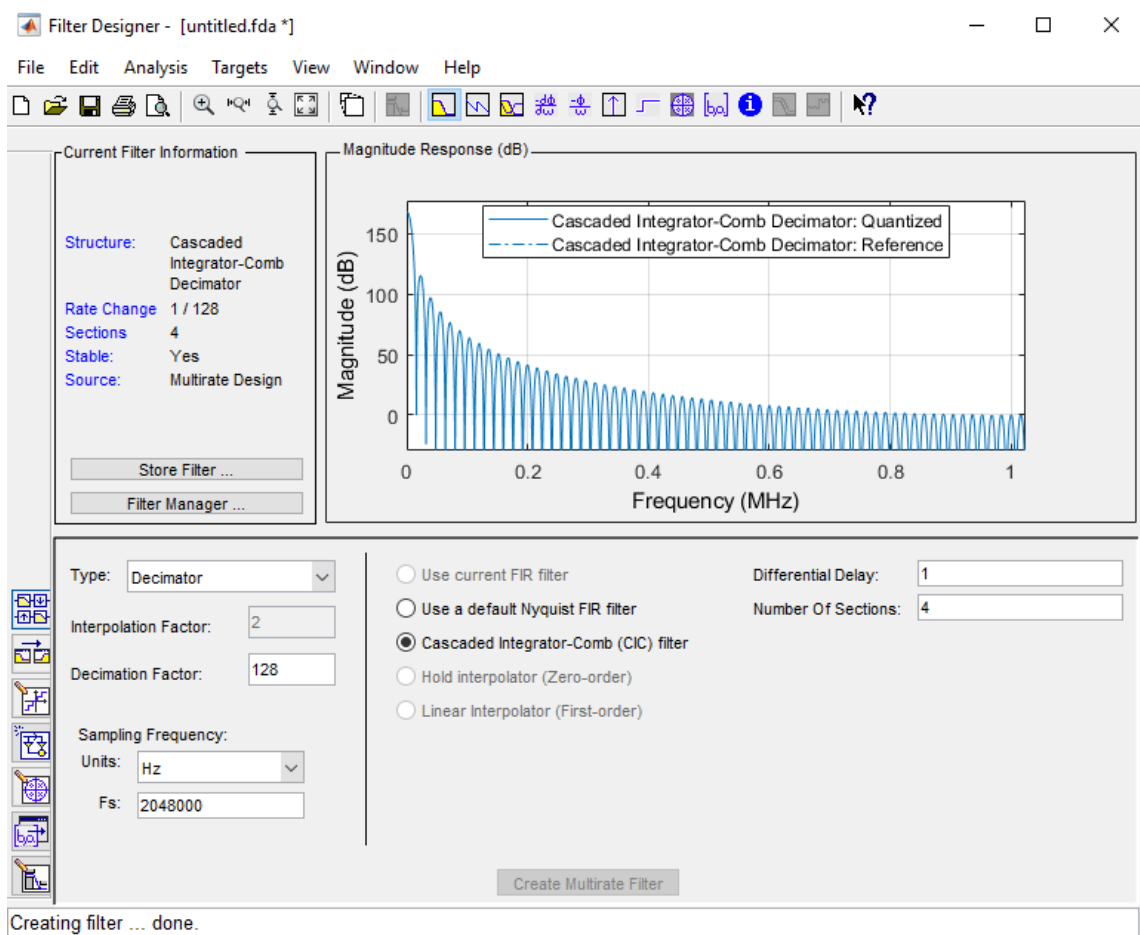 Filter Designer - [untitled.fda *]
File Edit Analysis Targets View Window Help
Current Filter Information
Structure: Cascaded
Integrator-Comb
Decimator
Rate Change 1 / 128
Sections 4
Stable: Yes
Source: Multirate Design
Store Filter ...
Filter Manager ...
Magnitude Response (dB)
Cascaded Integrator-Comb Decimator: Quantized
Cascaded Integrator-Comb Decimator: Reference
Magnitude (dB)
150
100
50
0
0 0.2 0.4 0.6 0.8 1
Frequency (MHz)
Type: Decimator
Interpolation Factor: 2
Decimation Factor: 128
Sampling Frequency:
Units: Hz
Fs: 2048000
Use current FIR filter
Use a default Nyquist FIR filter
Cascaded Integrator-Comb (CIC) filter
Hold interpolator (Zero-order)
Linear Interpolator (First-order)
Differential Delay: 1
Number Of Sections: 4
Create Multirate Filter
Creating filter ... done.